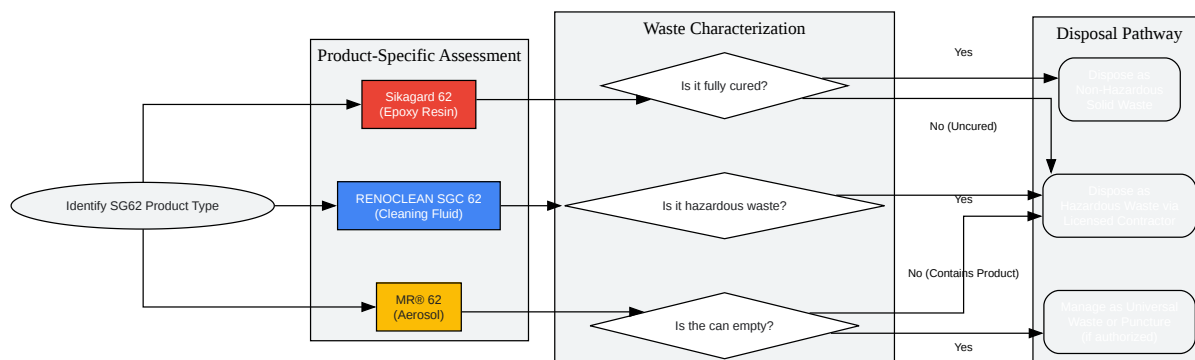 Product-Specific Assessment
Waste Characterization
Disposal Pathway
Identify SG62 Product Type
Sikagard 62
(Epoxy Resin)
RENOCLEAN SGC 62
(Cleaning Fluid)
MR® 62
(Aerosol)
Is it fully cured?
Is it hazardous waste?
Is the can empty?
Yes
No (Uncured)
Yes
No (Contains Product)
Yes
Dispose as
Non-Hazardous
Solid Waste
Dispose as
Hazardous Waste via
Licensed Contractor
Manage as Universal
Waste or Puncture
(if authorized)